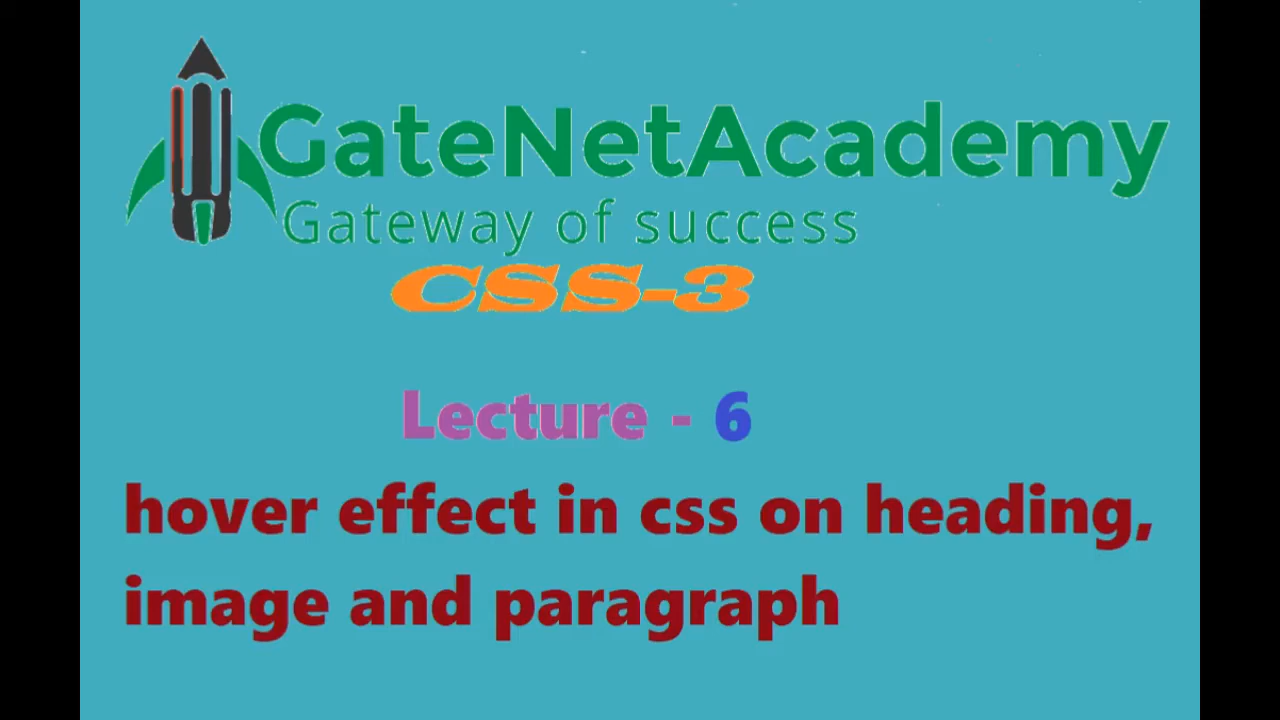 GateNetAcademy
Gateway of success
CSS-3
Lecture - 6
hover effect in css on heading,
image and paragraph